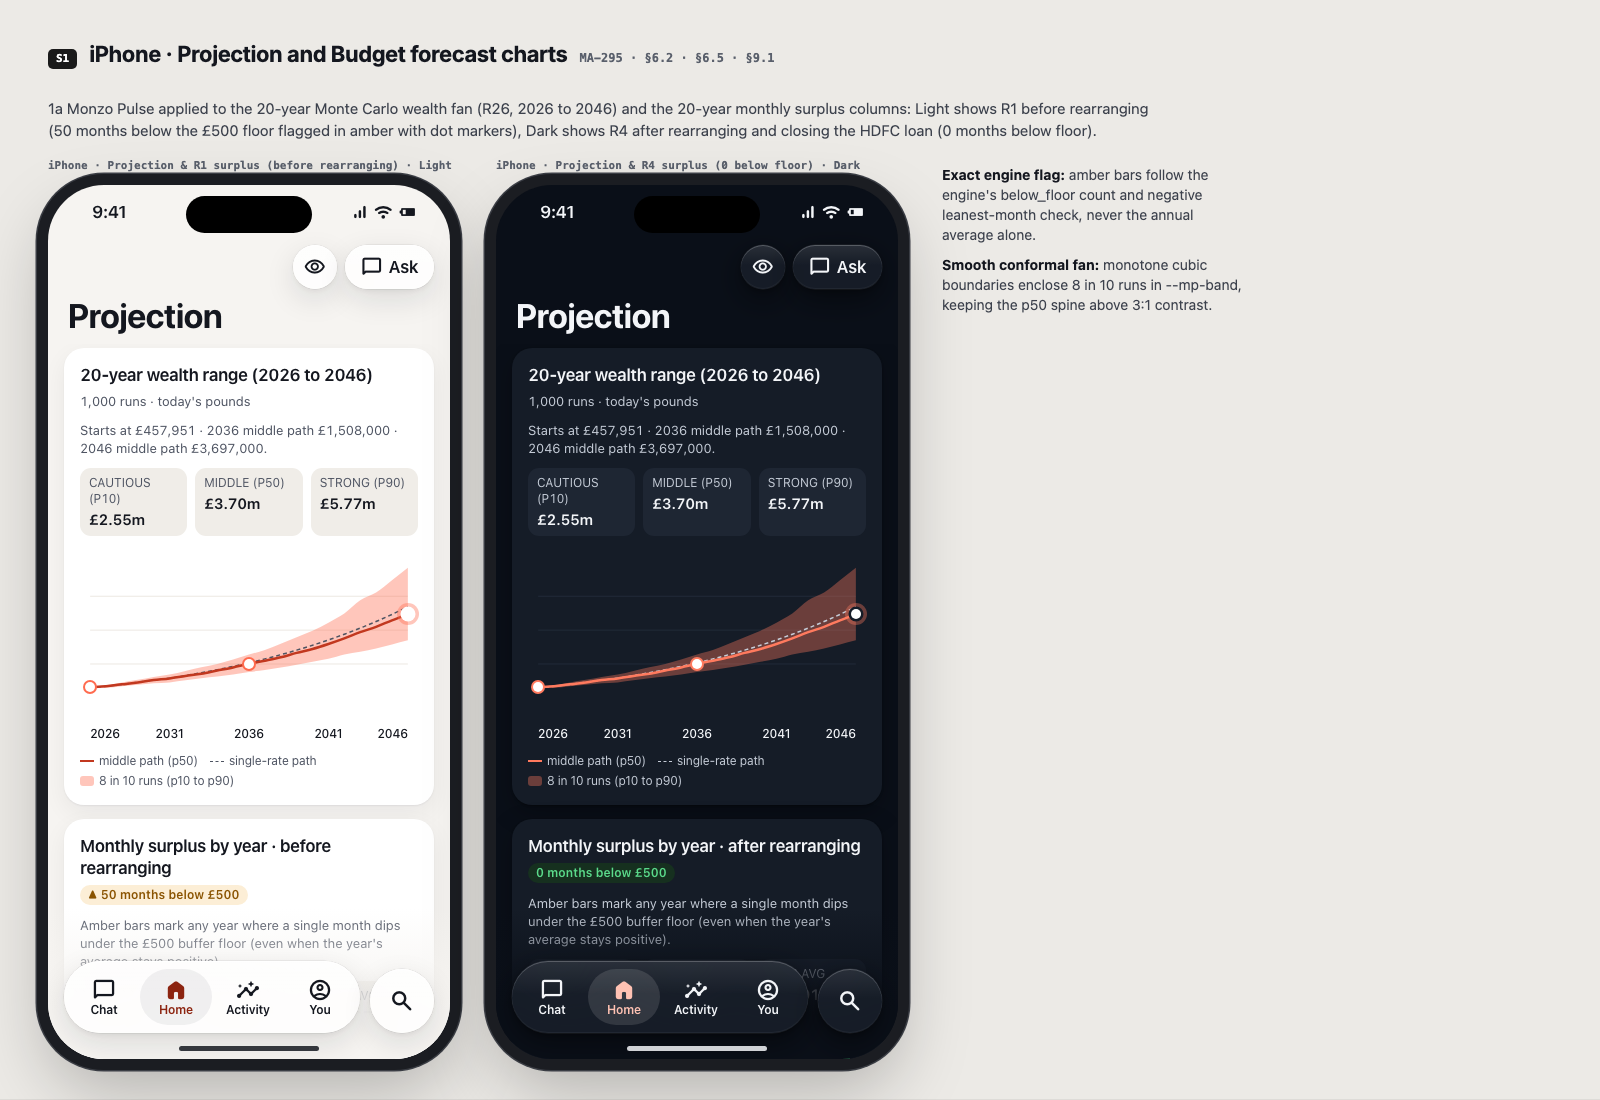 S1 iPhone · Projection and Budget forecast charts MA-295 · §6.2 · §6.5 · §9.1
1a Monzo Pulse applied to the 20-year Monte Carlo wealth fan (R26, 2026 to 2046) and the 20-year monthly surplus columns: Light shows R1 before rearranging
(50 months below the £500 floor flagged in amber with dot markers), Dark shows R4 after rearranging and closing the HDFC loan (0 months below floor).
iPhone · Projection & R1 surplus (before rearranging) · Light
9:41
Ask
Projection
20-year wealth range (2026 to 2046)
1,000 runs · today's pounds
Starts at £457,951 · 2036 middle path £1,508,000 ·
2046 middle path £3,697,000.
CAUTIOUS (P10)
£2.55m
MIDDLE (P50)
£3.70m
STRONG (P90)
£5.77m
2026 2031 2036 2041 2046
middle path (p50) single-rate path
8 in 10 runs (p10 to p90)
Monthly surplus by year · before
rearranging
▲ 50 months below £500
Amber bars mark any year where a single month dips
under the £500 buffer floor (even when the year's
average stays positive).
Chat Home Activity You
iPhone · Projection & R4 surplus (0 below floor) · Dark
9:41
Ask
Projection
20-year wealth range (2026 to 2046)
1,000 runs · today's pounds
Starts at £457,951 · 2036 middle path £1,508,000 ·
2046 middle path £3,697,000.
CAUTIOUS (P10)
£2.55m
MIDDLE (P50)
£3.70m
STRONG (P90)
£5.77m
2026 2031 2036 2041 2046
middle path (p50) single-rate path
8 in 10 runs (p10 to p90)
Monthly surplus by year · after rearranging
0 months below £500
Amber bars mark any year where a single month dips
under the £500 buffer floor (even when the year's
average stays positive).
AVG
Chat Home Activity You
Exact engine flag: amber bars follow the
engine's below_floor count and negative
leanest-month check, never the annual
average alone.
Smooth conformal fan: monotone cubic
boundaries enclose 8 in 10 runs in --mp-band,
keeping the p50 spine above 3:1 contrast.